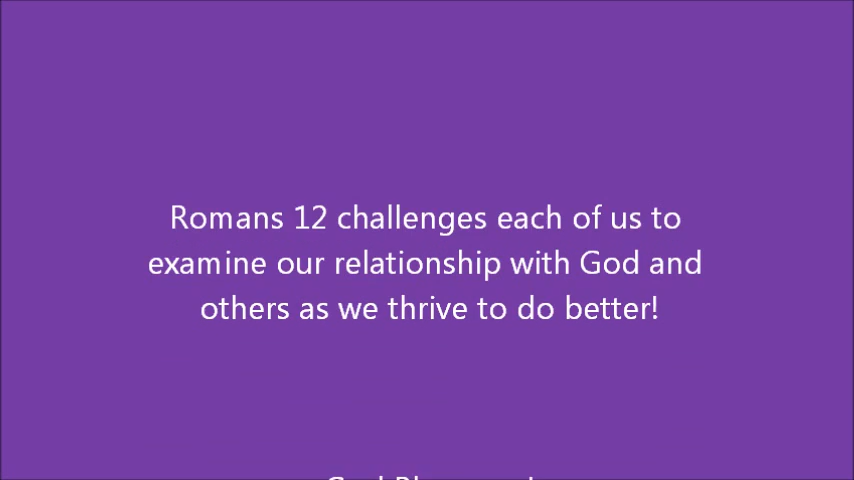 Romans 12 challenges each of us to
examine our relationship with God and
others as we thrive to do better!